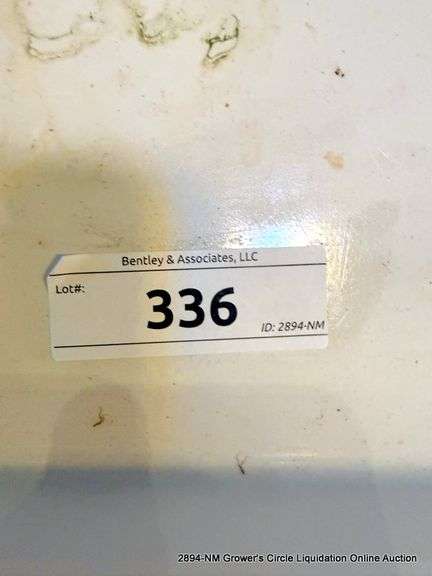 Bentley & Associates, LLC
Lot#:
336
ID: 2894-NM
2894-NM Grower's Circle Liquidation Online Auction